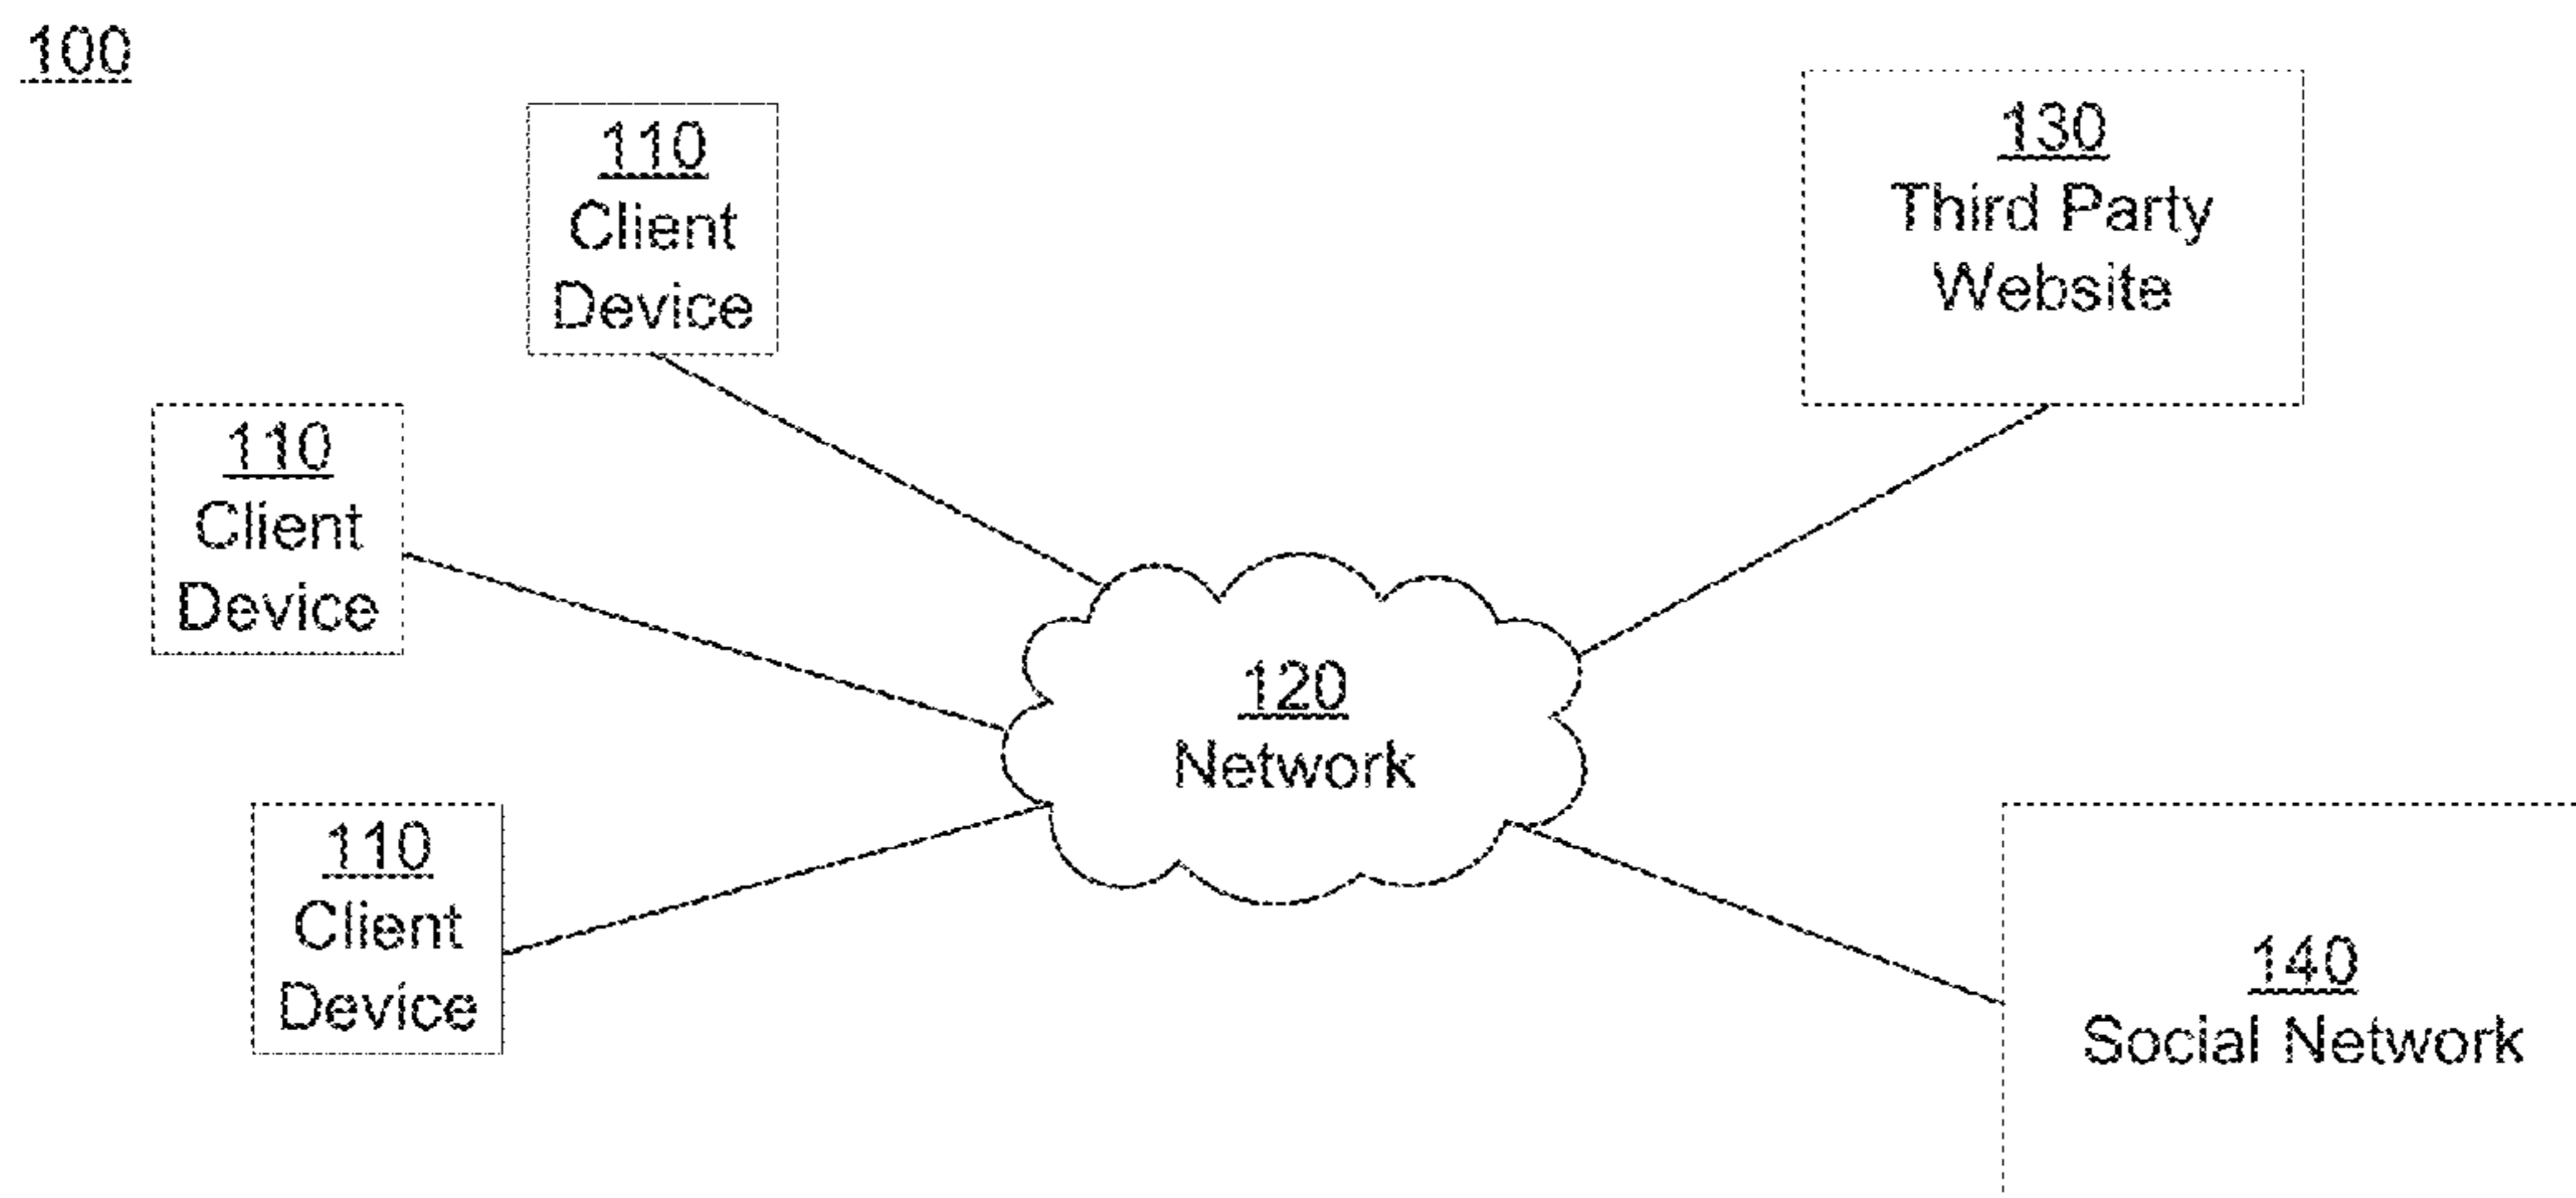 100
110
Client
Device
130
Third Party
Website
110
Client
Device
120
Network
110
Client
Device
140
Social Network